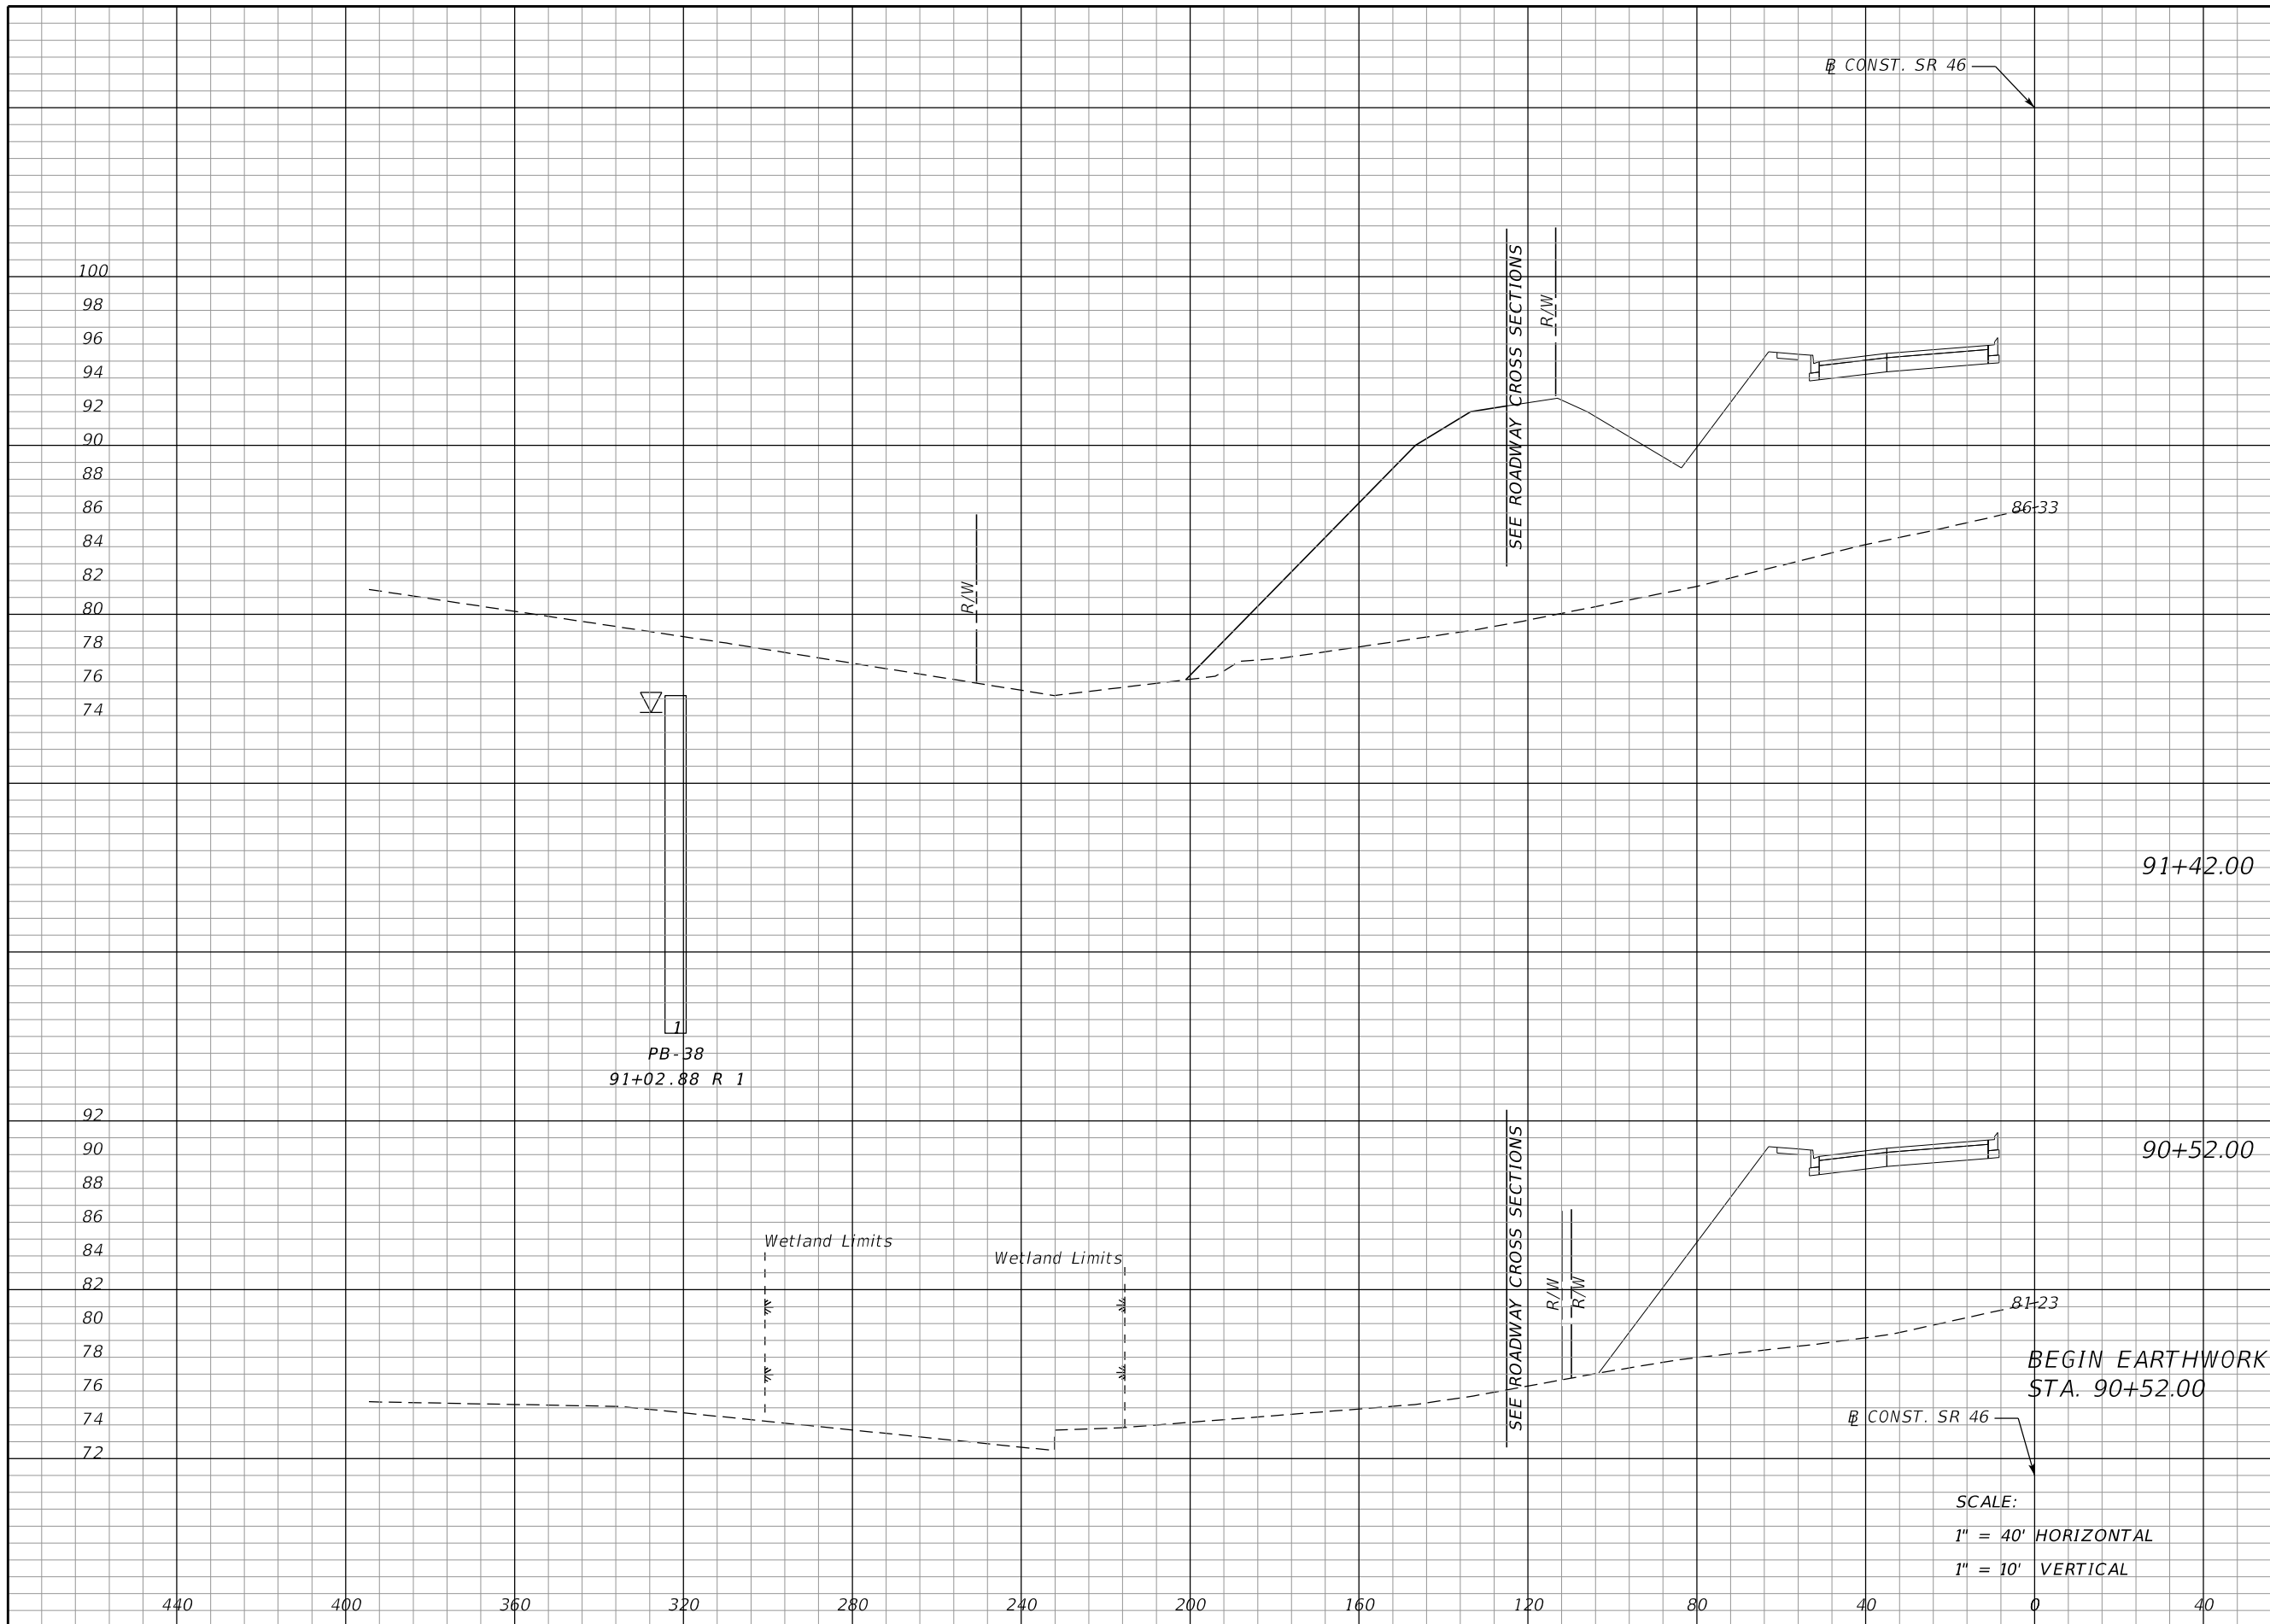 ℄ CONST. SR 46
100
98
96
94
92
90
88
86
84
82
80
78
76
74
SEE ROADWAY CROSS SECTIONS
R/W
R/W
86.33
91+42.00
1
PB-38
91+02.88 R 1
92
90
88
86
84
82
80
78
76
74
72
90+52.00
Wetland Limits
Wetland Limits
SEE ROADWAY CROSS SECTIONS
R/W
R/W
81.23
BEGIN EARTHWORK
STA. 90+52.00
℄ CONST. SR 46
SCALE:
1" = 40' HORIZONTAL
1" = 10' VERTICAL
440 400 360 320 280 240 200 160 120 80 40 0 40